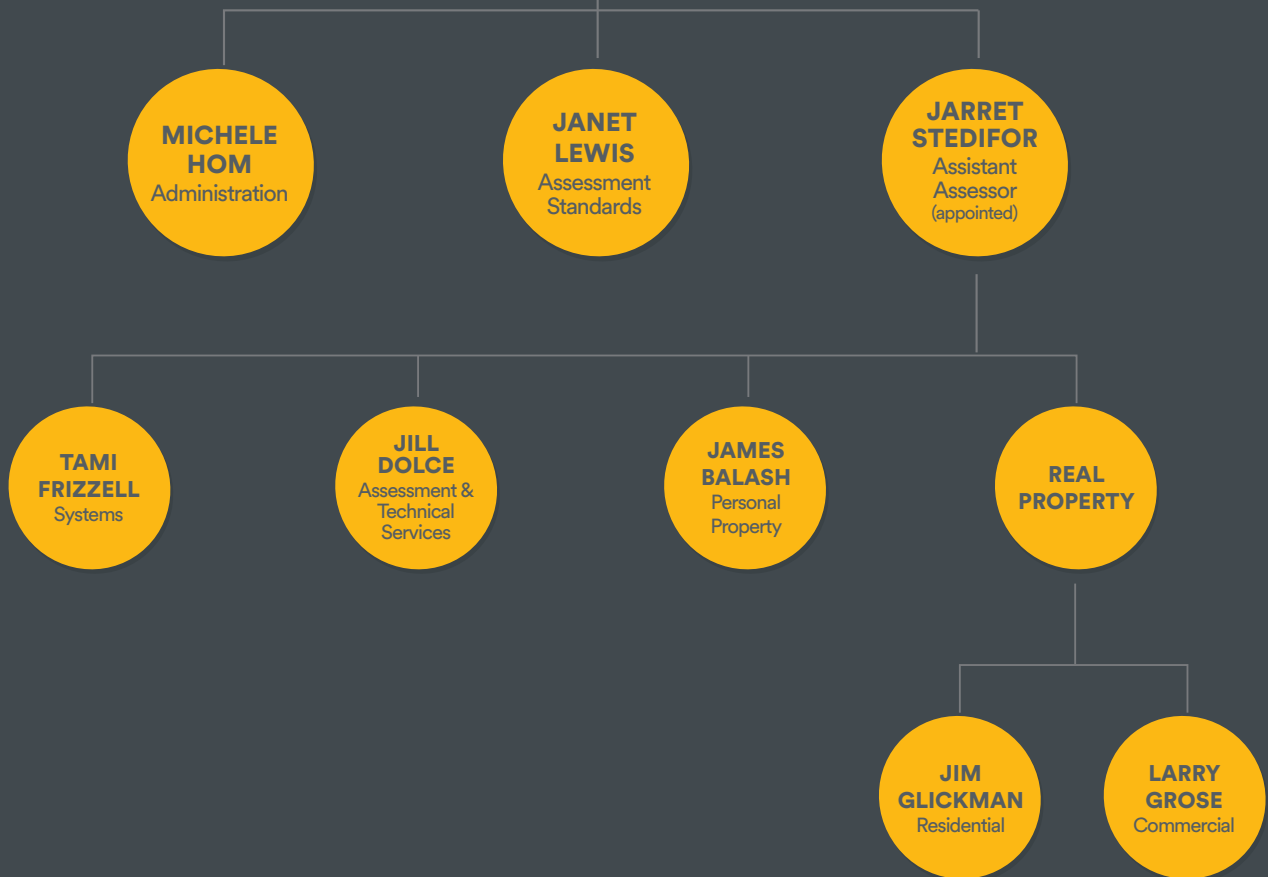 MICHELE
HOM
Administration
JANET
LEWIS
Assessment
Standards
JARRET
STEDIFOR
Assistant
Assessor
(appointed)
TAMI
FRIZZELL
Systems
JILL
DOLCE
Assessment &
Technical
Services
JAMES
BALASH
Personal
Property
REAL
PROPERTY
JIM
GLICKMAN
Residential
LARRY
GROSE
Commercial